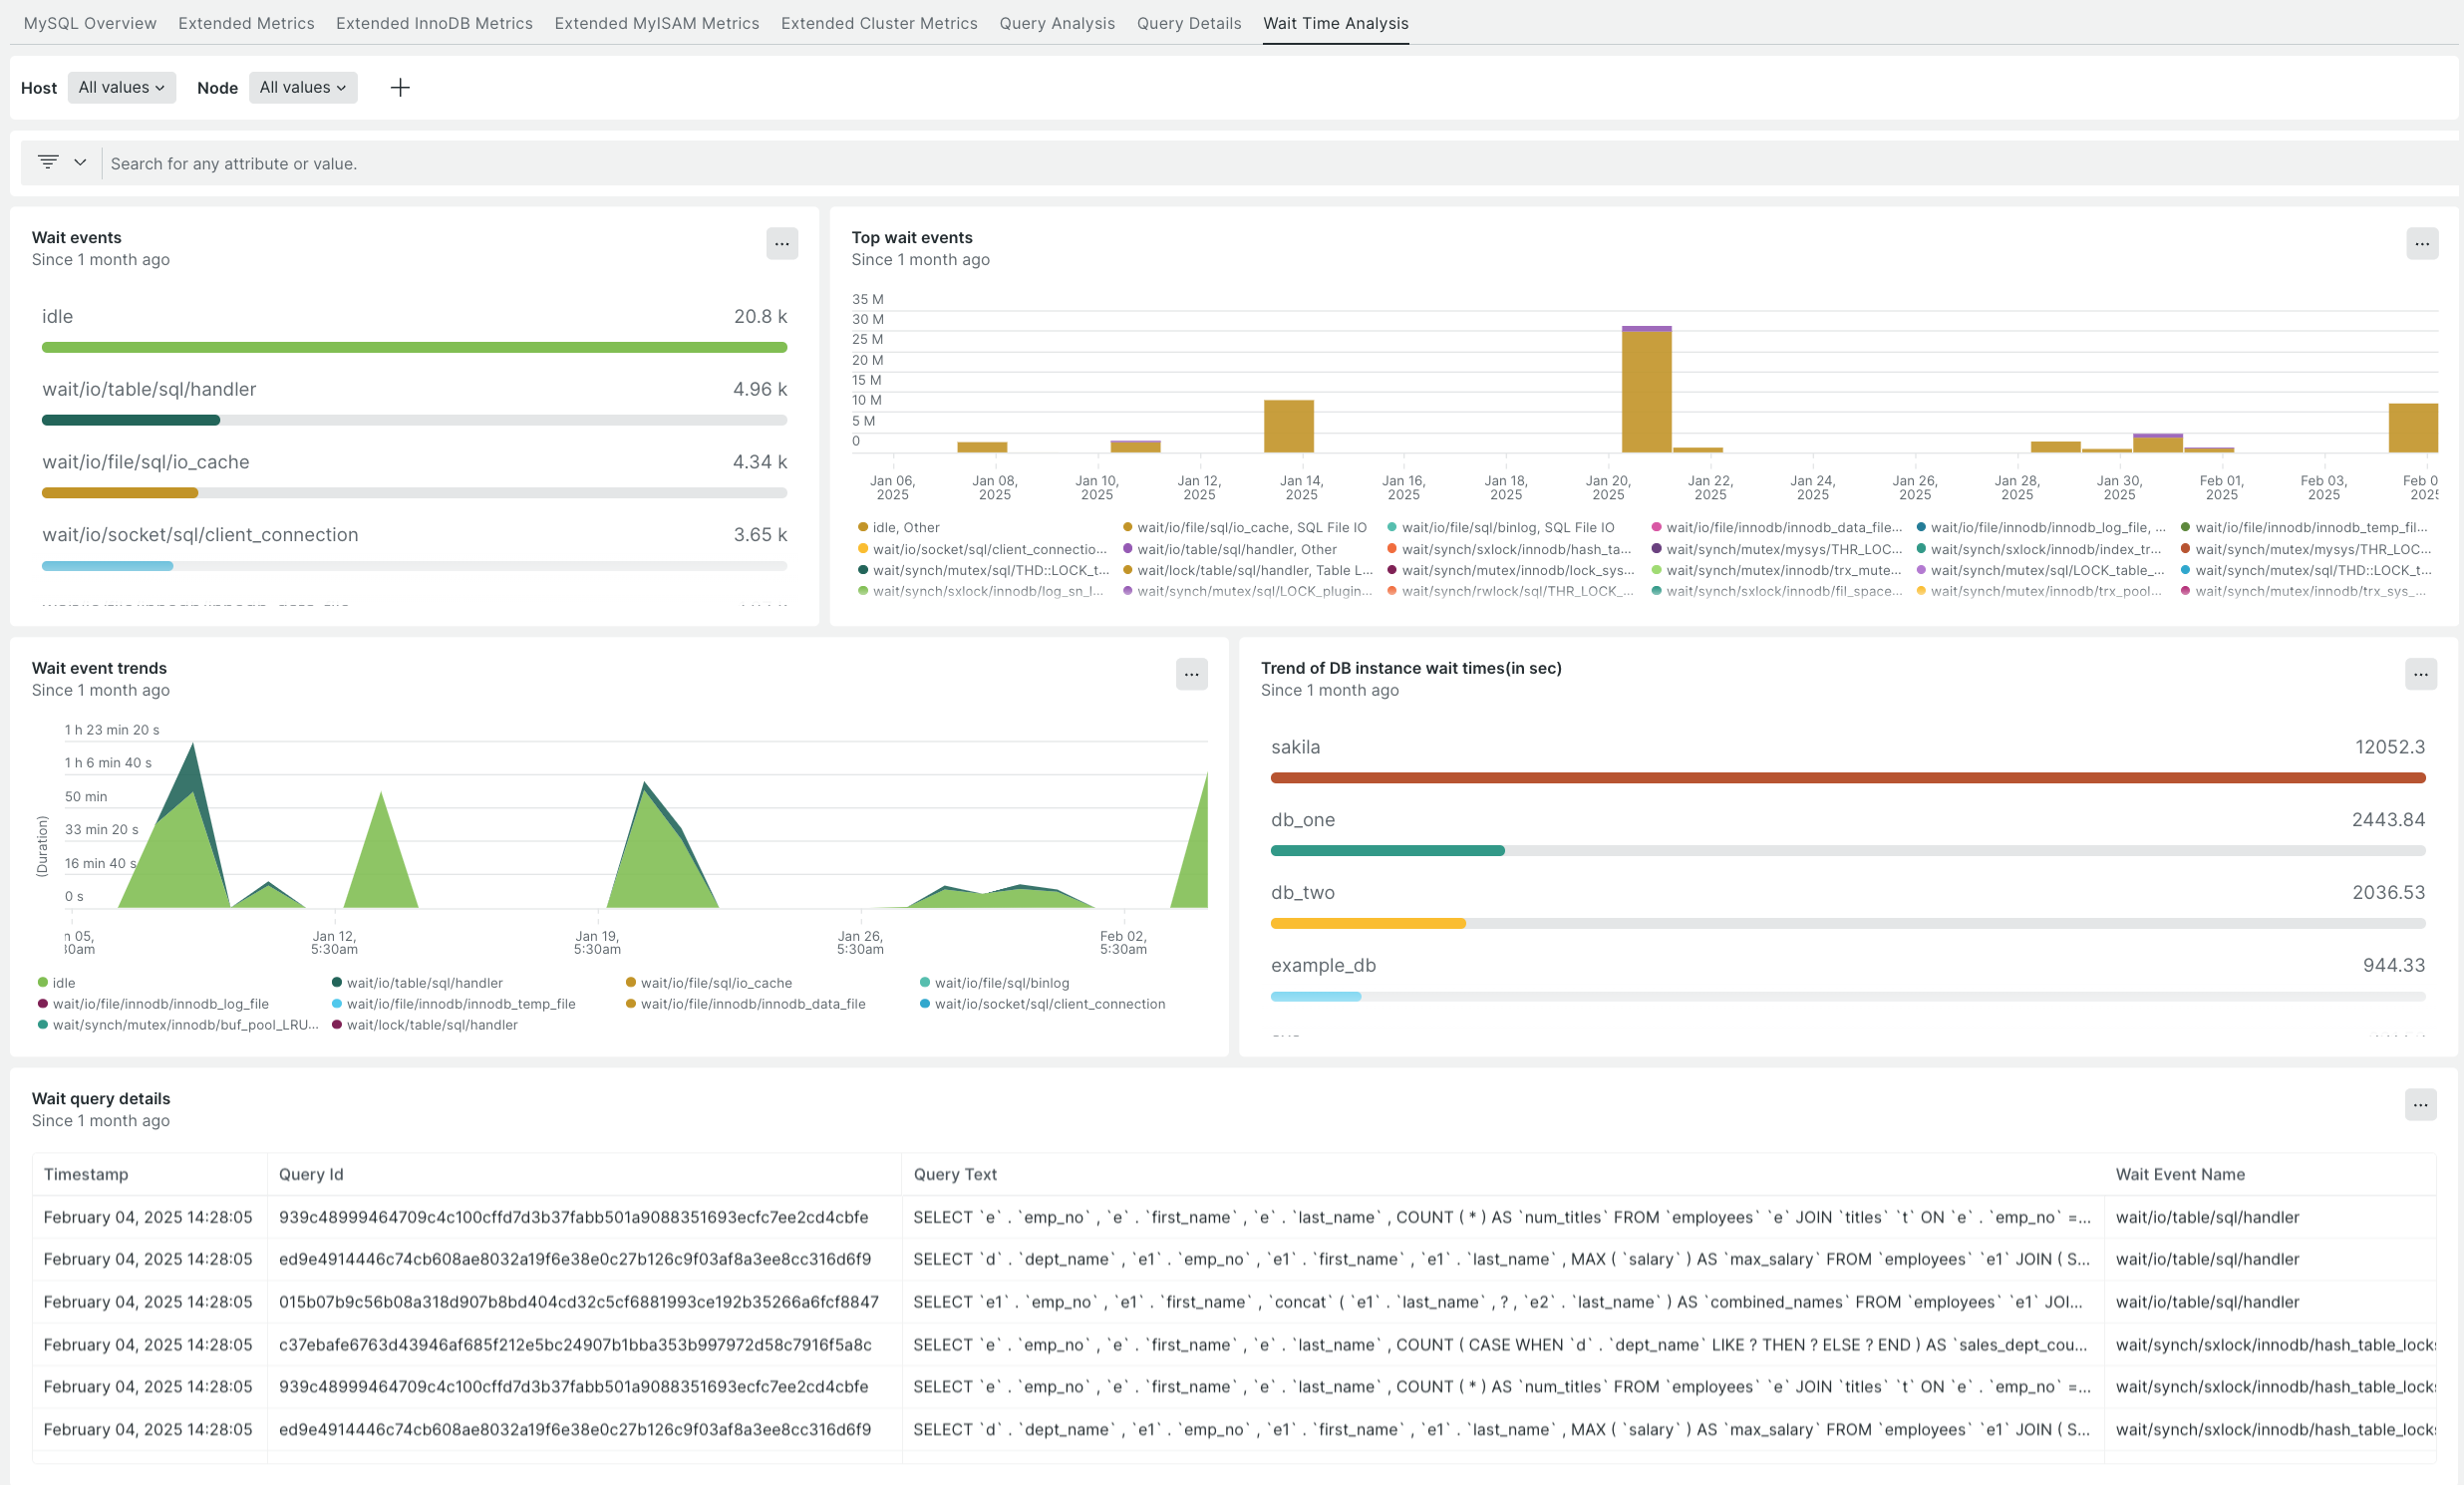 MySQL Overview Extended Metrics Extended InnoDB Metrics Extended MyISAM Metrics Extended Cluster Metrics Query Analysis Query Details Wait Time Analysis
Host All values Node All values
Search for any attribute or value.
Wait events
Since 1 month ago
idle 20.8 k
wait/io/table/sql/handler 4.96 k
wait/io/file/sql/io_cache 4.34 k
wait/io/socket/sql/client_connection 3.65 k
Top wait events
Since 1 month ago
35 M
30 M
25 M
20 M
15 M
10 M
5 M
0
Jan 06, 2025 Jan 08, 2025 Jan 10, 2025 Jan 12, 2025 Jan 14, 2025 Jan 16, 2025 Jan 18, 2025 Jan 20, 2025 Jan 22, 2025 Jan 24, 2025 Jan 26, 2025 Jan 28, 2025 Jan 30, 2025 Feb 01, 2025 Feb 03, 2025 Feb 0
idle, Other wait/io/file/sql/io_cache, SQL File IO wait/io/file/sql/binlog, SQL File IO wait/io/file/innodb/innodb_data_file... wait/io/file/innodb/innodb_log_file, ... wait/io/file/innodb/innodb_temp_fil...
wait/io/socket/sql/client_connectio... wait/io/table/sql/handler, Other wait/synch/sxlock/innodb/hash_ta... wait/synch/mutex/mysys/THR_LOC... wait/synch/sxlock/innodb/index_tr... wait/synch/mutex/mysys/THR_LOC...
wait/synch/mutex/sql/THD::LOCK_t... wait/lock/table/sql/handler, Table L... wait/synch/mutex/innodb/lock_sys... wait/synch/mutex/innodb/trx_mute... wait/synch/mutex/sql/LOCK_table_... wait/synch/mutex/sql/THD::LOCK_t...
wait/synch/sxlock/innodb/log_sn_l... wait/synch/mutex/sql/LOCK_plugin... wait/synch/rwlock/sql/THR_LOCK_... wait/synch/sxlock/innodb/fil_space... wait/synch/mutex/innodb/trx_pool... wait/synch/mutex/innodb/trx_sys_...
Wait event trends
Since 1 month ago
(Duration)
1 h 23 min 20 s
1 h 6 min 40 s
50 min
33 min 20 s
16 min 40 s
0 s
n 05, :30am Jan 12, 5:30am Jan 19, 5:30am Jan 26, 5:30am Feb 02, 5:30am
idle wait/io/table/sql/handler wait/io/file/sql/io_cache wait/io/file/sql/binlog
wait/io/file/innodb/innodb_log_file wait/io/file/innodb/innodb_temp_file wait/io/file/innodb/innodb_data_file wait/io/socket/sql/client_connection
wait/synch/mutex/innodb/buf_pool_LRU... wait/lock/table/sql/handler
Trend of DB instance wait times(in sec)
Since 1 month ago
sakila 12052.3
db_one 2443.84
db_two 2036.53
example_db 944.33
Wait query details
Since 1 month ago
Timestamp Query Id Query Text Wait Event Name
February 04, 2025 14:28:05 939c48999464709c4c100cffd7d3b37fabb501a9088351693ecfc7ee2cd4cbfe SELECT `e` . `emp_no` , `e` . `first_name` , `e` . `last_name` , COUNT ( * ) AS `num_titles` FROM `employees` `e` JOIN `titles` `t` ON `e` . `emp_no` =... wait/io/table/sql/handler
February 04, 2025 14:28:05 ed9e4914446c74cb608ae8032a19f6e38e0c27b126c9f03af8a3ee8cc316d6f9 SELECT `d` . `dept_name` , `e1` . `emp_no` , `e1` . `first_name` , `e1` . `last_name` , MAX ( `salary` ) AS `max_salary` FROM `employees` `e1` JOIN ( S... wait/io/table/sql/handler
February 04, 2025 14:28:05 015b07b9c56b08a318d907b8bd404cd32c5cf6881993ce192b35266a6fcf8847 SELECT `e1` . `emp_no` , `e1` . `first_name` , `concat` ( `e1` . `last_name` , ? , `e2` . `last_name` ) AS `combined_names` FROM `employees` `e1` JOI... wait/io/table/sql/handler
February 04, 2025 14:28:05 c37ebafe6763d43946af685f212e5bc24907b1bba353b997972d58c7916f5a8c SELECT `e` . `emp_no` , `e` . `first_name` , `e` . `last_name` , COUNT ( CASE WHEN `d` . `dept_name` LIKE ? THEN ? ELSE ? END ) AS `sales_dept_cou... wait/synch/sxlock/innodb/hash_table_locks
February 04, 2025 14:28:05 939c48999464709c4c100cffd7d3b37fabb501a9088351693ecfc7ee2cd4cbfe SELECT `e` . `emp_no` , `e` . `first_name` , `e` . `last_name` , COUNT ( * ) AS `num_titles` FROM `employees` `e` JOIN `titles` `t` ON `e` . `emp_no` =... wait/synch/sxlock/innodb/hash_table_locks
February 04, 2025 14:28:05 ed9e4914446c74cb608ae8032a19f6e38e0c27b126c9f03af8a3ee8cc316d6f9 SELECT `d` . `dept_name` , `e1` . `emp_no` , `e1` . `first_name` , `e1` . `last_name` , MAX ( `salary` ) AS `max_salary` FROM `employees` `e1` JOIN ( S... wait/synch/sxlock/innodb/hash_table_locks